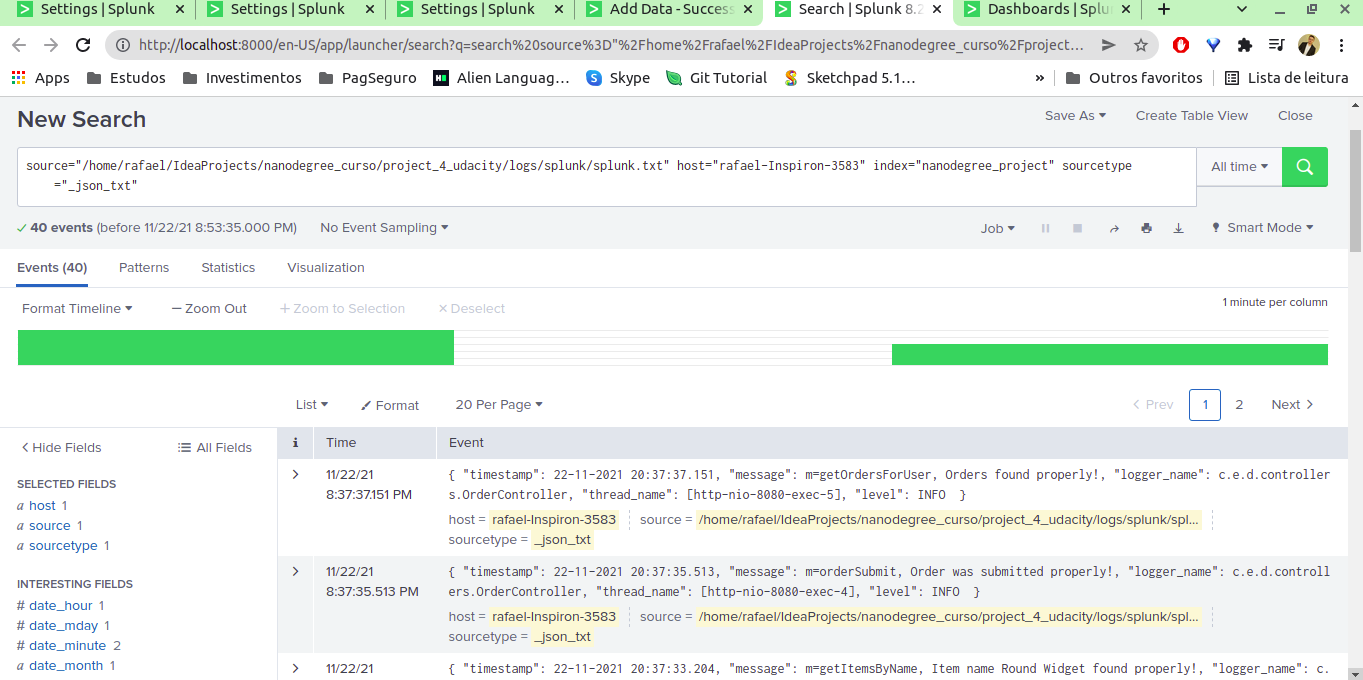 Settings | Splunk
Settings | Splunk
Settings | Splunk
Add Data - Success
Search | Splunk 8.2
Dashboards | Splun
http://localhost:8000/en-US/app/launcher/search?q=search%20source%3D"%2Fhome%2Frafael%2FIdeaProjects%2Fnanodegree_curso%2Fproject…
Apps Estudos Investimentos PagSeguro Alien Languag… Skype Git Tutorial Sketchpad 5.1… » Outros favoritos Lista de leitura
New Search
Save As Create Table View Close
source="/home/rafael/IdeaProjects/nanodegree_curso/project_4_udacity/logs/splunk/splunk.txt" host="rafael-Inspiron-3583" index="nanodegree_project" sourcetype
="_json_txt"
All time
40 events (before 11/22/21 8:53:35.000 PM) No Event Sampling
Job Smart Mode
Events (40) Patterns Statistics Visualization
Format Timeline — Zoom Out + Zoom to Selection × Deselect
1 minute per column
List Format 20 Per Page
< Prev 1 2 Next >
< Hide Fields All Fields
i Time Event
SELECTED FIELDS
a host 1
a source 1
a sourcetype 1
INTERESTING FIELDS
# date_hour 1
# date_mday 1
# date_minute 2
a date_month 1
> 11/22/21
8:37:37.151 PM
{ "timestamp": 22-11-2021 20:37:37.151, "message": m=getOrdersForUser, Orders found properly!, "logger_name": c.e.d.controller
s.OrderController, "thread_name": [http-nio-8080-exec-5], "level": INFO }
host = rafael-Inspiron-3583 source = /home/rafael/IdeaProjects/nanodegree_curso/project_4_udacity/logs/splunk/spl…
sourcetype = _json_txt
> 11/22/21
8:37:35.513 PM
{ "timestamp": 22-11-2021 20:37:35.513, "message": m=orderSubmit, Order was submitted properly!, "logger_name": c.e.d.controll
ers.OrderController, "thread_name": [http-nio-8080-exec-4], "level": INFO }
host = rafael-Inspiron-3583 source = /home/rafael/IdeaProjects/nanodegree_curso/project_4_udacity/logs/splunk/spl…
sourcetype = _json_txt
> 11/22/21
{ "timestamp": 22-11-2021 20:37:33.204, "message": m=getItemsByName, Item name Round Widget found properly!, "logger_name": c.